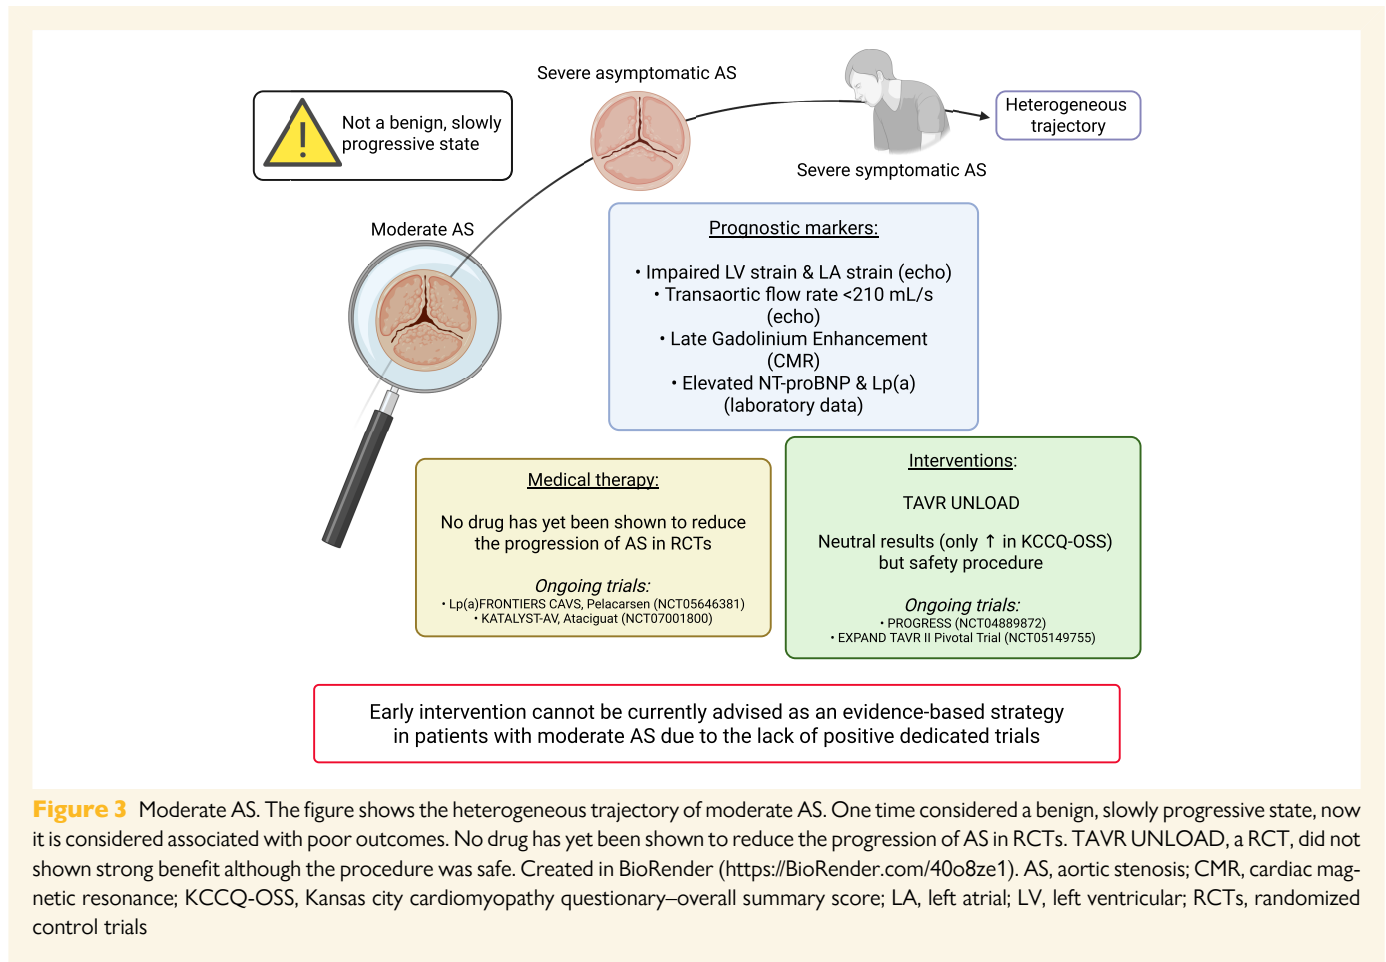 Severe asymptomatic AS
Not a benign, slowly
progressive state
Heterogeneous
trajectory
Severe symptomatic AS
Moderate AS
Prognostic markers:
• Impaired LV strain & LA strain (echo)
• Transaortic flow rate <210 mL/s
(echo)
• Late Gadolinium Enhancement
(CMR)
• Elevated NT-proBNP & Lp(a)
(laboratory data)
Medical therapy:
No drug has yet been shown to reduce
the progression of AS in RCTs
Ongoing trials:
• Lp(a)FRONTIERS CAVS, Pelacarsen (NCT05646381)
• KATALYST-AV, Ataciguat (NCT07001800)
Interventions:
TAVR UNLOAD
Neutral results (only ↑ in KCCQ-OSS)
but safety procedure
Ongoing trials:
• PROGRESS (NCT04889872)
• EXPAND TAVR II Pivotal Trial (NCT05149755)
Early intervention cannot be currently advised as an evidence-based strategy
in patients with moderate AS due to the lack of positive dedicated trials
Figure 3 Moderate AS. The figure shows the heterogeneous trajectory of moderate AS. One time considered a benign, slowly progressive state, now
it is considered associated with poor outcomes. No drug has yet been shown to reduce the progression of AS in RCTs. TAVR UNLOAD, a RCT, did not
shown strong benefit although the procedure was safe. Created in BioRender (https://BioRender.com/40o8ze1). AS, aortic stenosis; CMR, cardiac mag-
netic resonance; KCCQ-OSS, Kansas city cardiomyopathy questionary–overall summary score; LA, left atrial; LV, left ventricular; RCTs, randomized
control trials